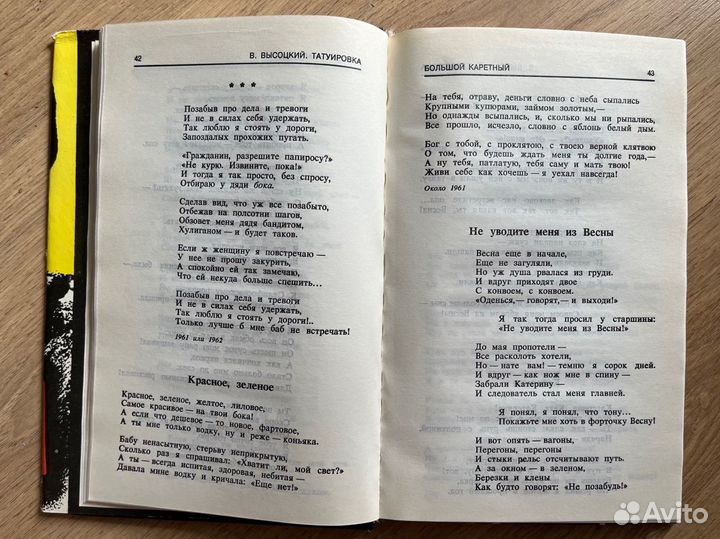 42
В. ВЫСОЦКИЙ. ТАТУИРОВКА
* * *
Позабыв про дела и тревоги
И не в силах себя удержать,
Так люблю я стоять у дороги,
Запоздалых прохожих пугать.
«Гражданин, разрешите папиросу?»
«Не курю. Извините, пока!»
И тогда я так просто, без спросу,
Отбираю у дяди бока.
Сделав вид, что уж все позабыто,
Отбежав на полсотни шагов,
Обзовет меня дядя бандитом,
Хулиганом — и будет таков.
Если ж женщину я повстречаю —
У нее не прошу закурить,
А спокойно ей так замечаю,
Что ей некуда больше спешить...
Позабыв про дела и тревоги
И не в силах себя удержать,
Так люблю я стоять у дороги!..
Только лучше б мне баб не встречать!
1961 или 1962
Красное, зеленое
Красное, зеленое, желтое, лиловое,
Самое красивое — на твои бока!
А если что дешевое — то новое, фартовое,
А ты мне только водку, ну и реже — коньяка.
Бабу ненасытную, стерву неприкрытую,
Сколько раз я спрашивал: «Хватит ли, мой свет?»
А ты — всегда испитая, здоровая, небитая —
Давала мне водку и кричала: «Еще нет!»
БОЛЬШОЙ КАРЕТНЫЙ
43
На тебя, отраву, деньги словно с неба сыпались
Крупными купюрами, займом золотым,—
Но однажды всыпались, и, сколько мы ни рыпались,
Все прошло, исчезло, словно с яблонь белый дым.
Бог с тобой, с проклятою, с твоею верной клятвою
О том, что будешь ждать меня ты долгие года,—
А ну тебя, патлатую, тебя саму и мать твою!
Живи себе как хочешь — я уехал навсегда!
Около 1961
Не уводите меня из Весны
Весна еще в начале,
Еще не загуляли,
Но уж душа рвалася из груди.
И вдруг приходят двое
С конвоем, с конвоем.
«Оденься,— говорят,— и выходи!»
Я так тогда просил у старшины:
«Не уводите меня из Весны!»
До мая пропотели —
Все расколоть хотели,
Но — нате вам! — темню я сорок дней.
И вдруг — как нож мне в спину —
Забрали Катерину —
И следователь стал меня главней.
Я понял, я понял, что тону...
Покажьте мне хоть в форточку Весну!
И вот опять — вагоны,
Перегоны, перегоны
И стыки рельс отсчитывают путь.
А за окном — в зеленом,
Березки и клены
Как будто говорят: «Не позабудь!»
Avito